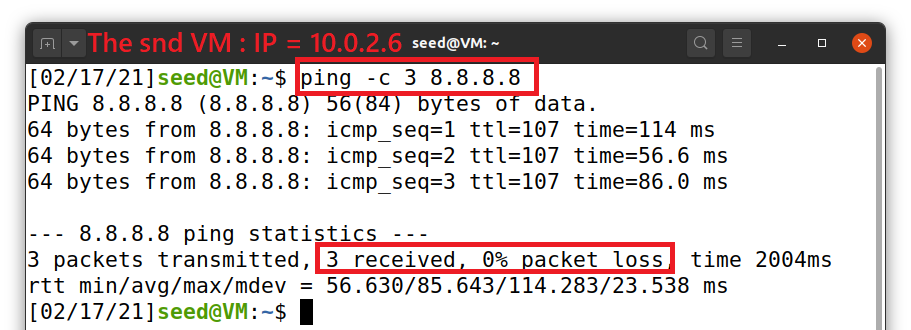 The snd VM : IP = 10.0.2.6 seed@VM: ~
[02/17/21]seed@VM:~$ ping -c 3 8.8.8.8
PING 8.8.8.8 (8.8.8.8) 56(84) bytes of data.
64 bytes from 8.8.8.8: icmp_seq=1 ttl=107 time=114 ms
64 bytes from 8.8.8.8: icmp_seq=2 ttl=107 time=56.6 ms
64 bytes from 8.8.8.8: icmp_seq=3 ttl=107 time=86.0 ms
--- 8.8.8.8 ping statistics ---
3 packets transmitted, 3 received, 0% packet loss, time 2004ms
rtt min/avg/max/mdev = 56.630/85.643/114.283/23.538 ms
[02/17/21]seed@VM:~$